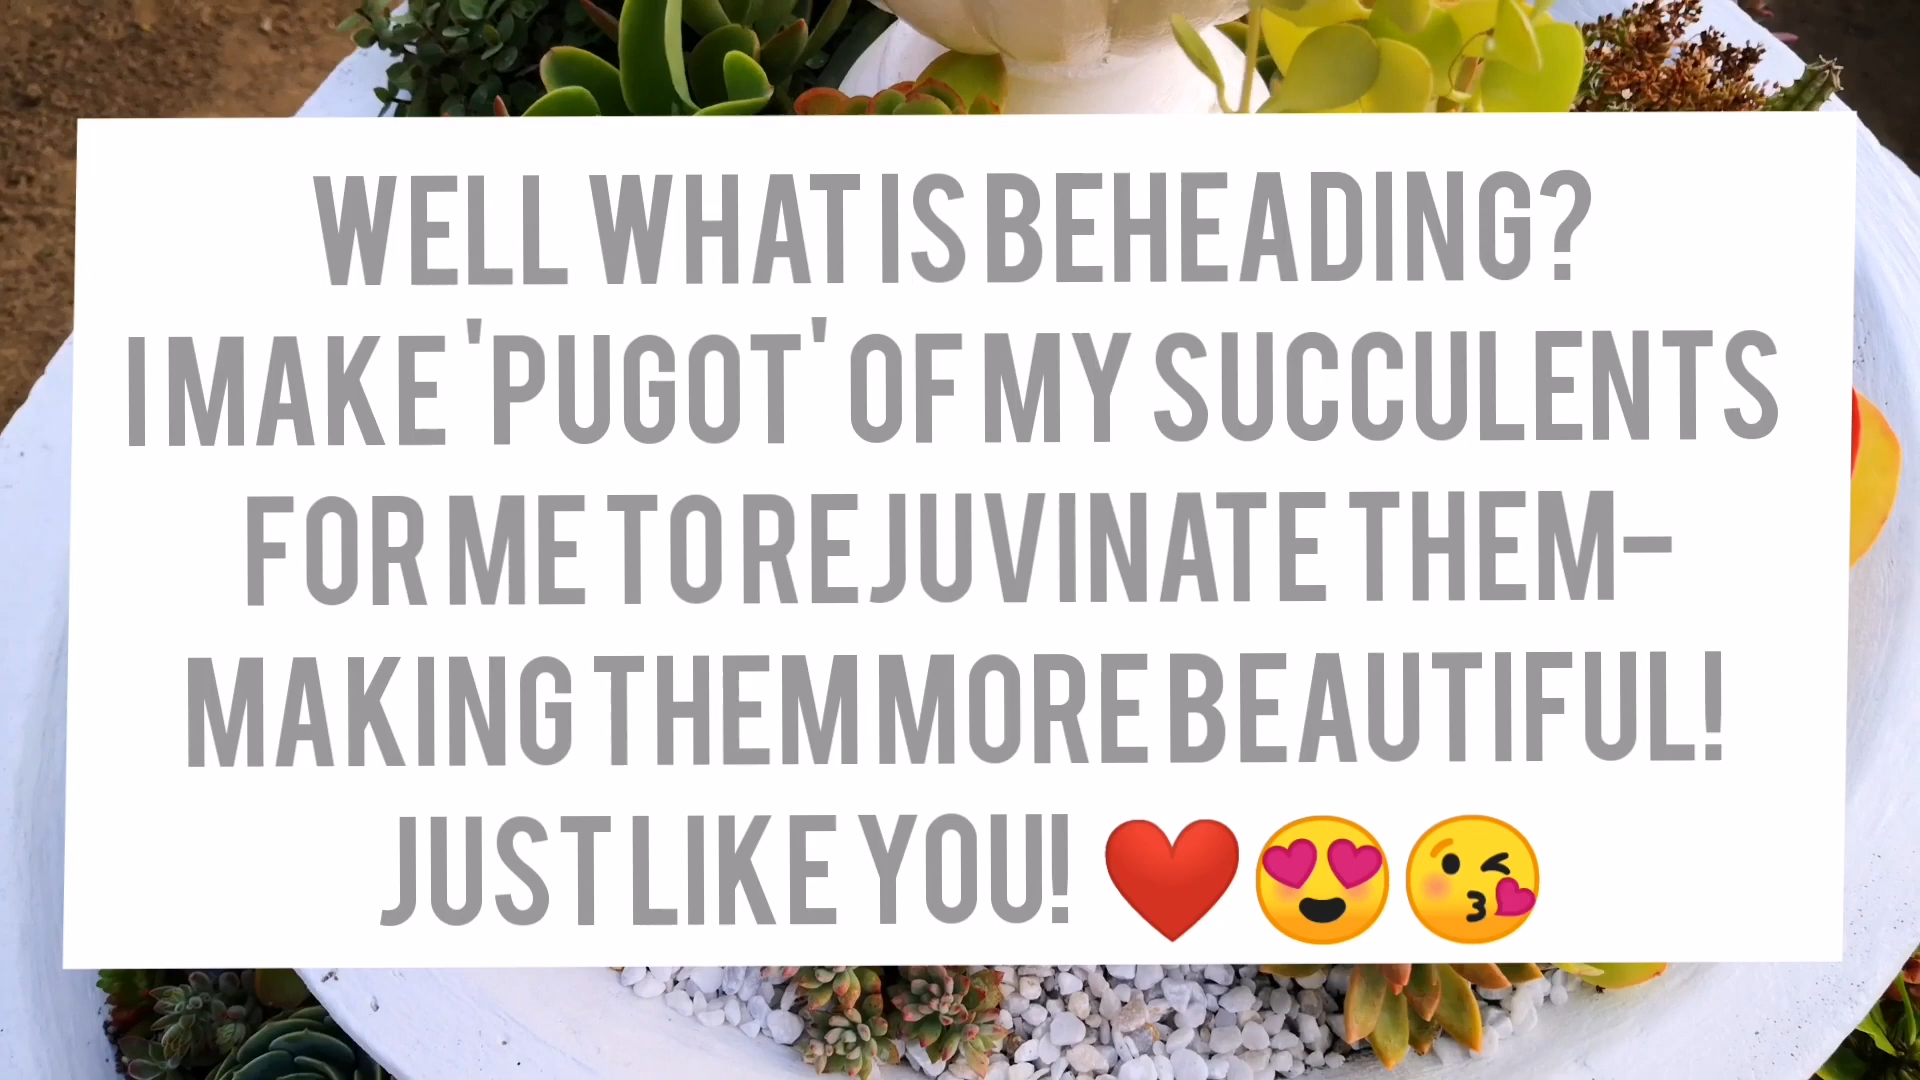 WELL WHAT IS BEHEADING?
I MAKE 'PUGOT' OF MY SUCCULENTS
FOR ME TO REJUVINATE THEM-
MAKING THEM MORE BEAUTIFUL!
JUST LIKE YOU! ❤️😍😘